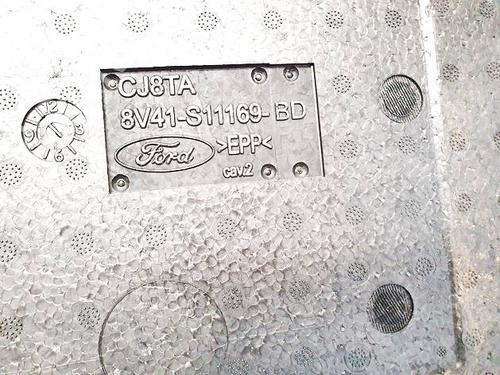 CJ8TA
8V41-S11169-BD
Ford >EPP<
cav.2